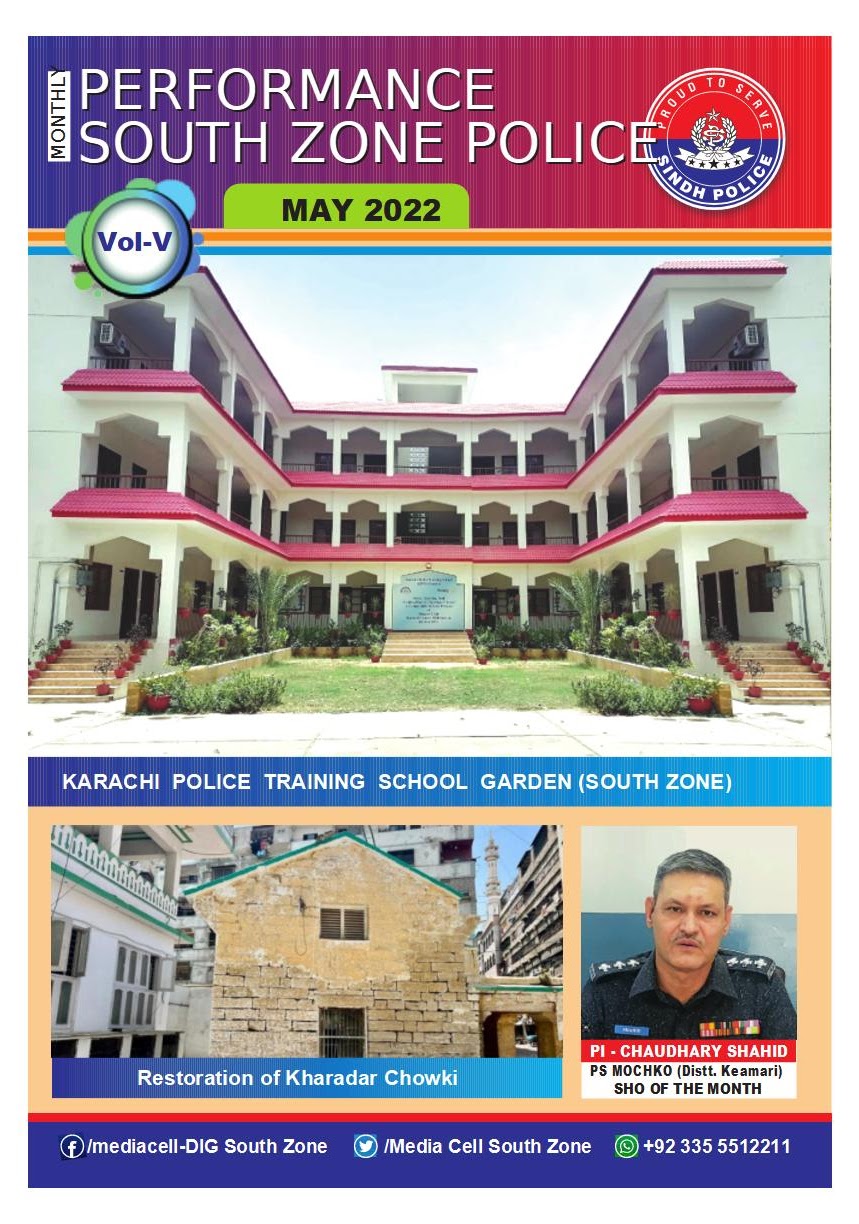 MONTHLY
PERFORMANCE
SOUTH ZONE POLICE
PROUD TO SERVE
SINDH POLICE
MAY 2022
Vol-V
KARACHI POLICE TRAINING SCHOOL GARDEN (SOUTH ZONE)
Restoration of Kharadar Chowki
PI - CHAUDHARY SHAHID
PS MOCHKO (Distt. Keamari)
SHO OF THE MONTH
/mediacell-DIG South Zone
/Media Cell South Zone
+92 335 5512211